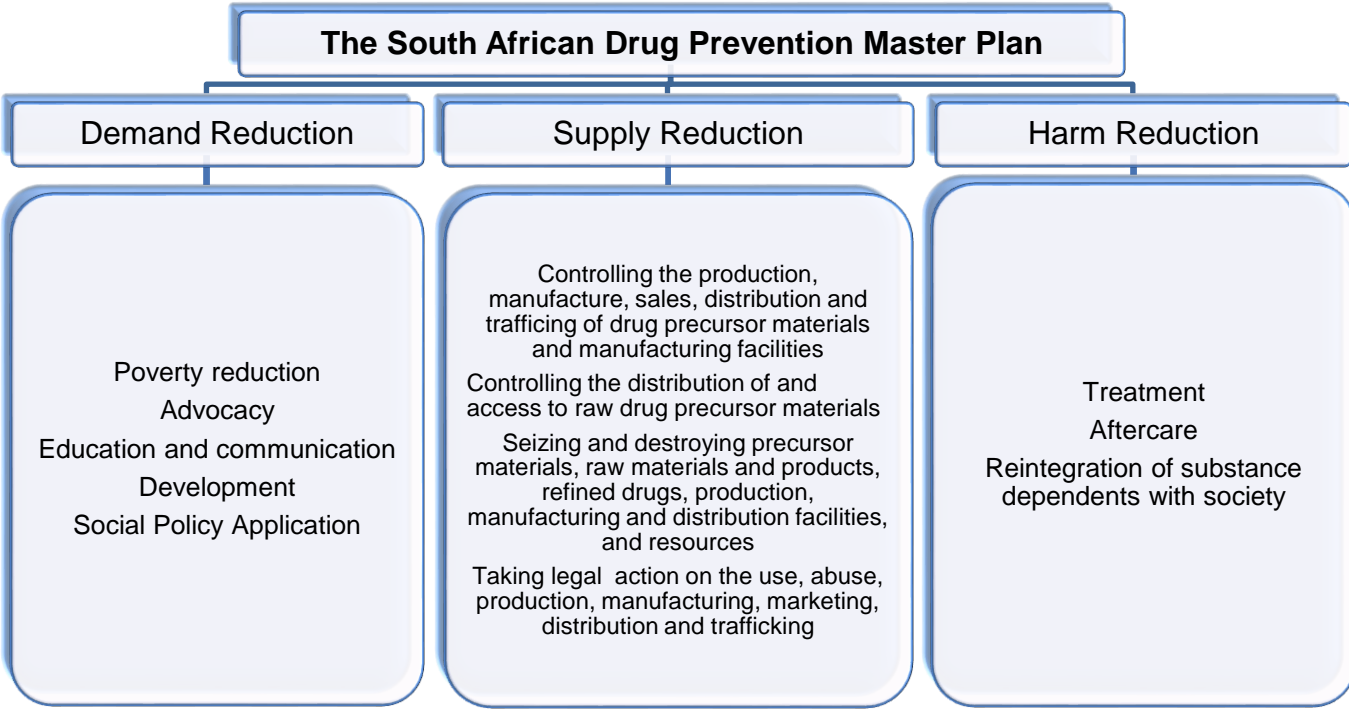 The South African Drug Prevention Master Plan
Demand Reduction
Poverty reduction
Advocacy
Education and communication
Development
Social Policy Application
Supply Reduction
Controlling the production,
manufacture, sales, distribution and
trafficing of drug precursor materials
and manufacturing facilities
Controlling the distribution of and
access to raw drug precursor materials
Seizing and destroying precursor
materials, raw materials and products,
refined drugs, production,
manufacturing and distribution facilities,
and resources
Taking legal action on the use, abuse,
production, manufacturing, marketing,
distribution and trafficking
Harm Reduction
Treatment
Aftercare
Reintegration of substance
dependents with society